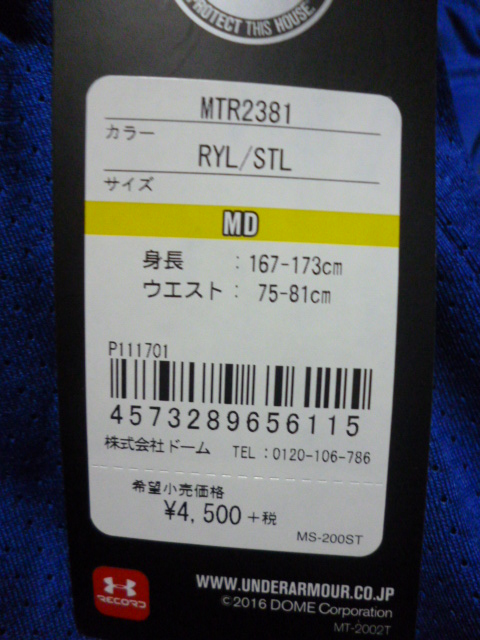 PROTECT THIS HOUSE
MTR2381
カラー
RYL/STL
サイズ
MD
身長 : 167-173cm
ウエスト : 75-81cm
P111701
4573289656115
株式会社ドーム TEL : 0120-106-786
希望小売価格
¥4,500 +税
MS-200ST
WWW.UNDERARMOUR.CO.JP
RECORD
©2016 DOME Corporation
MT-2002T